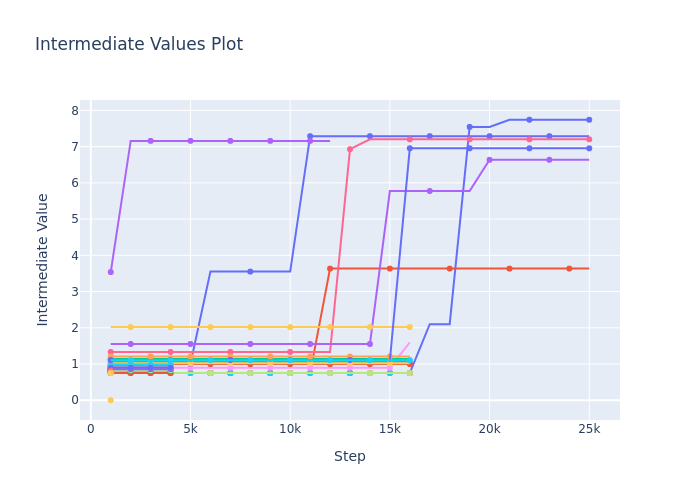 Intermediate Values Plot
8
7
6
5
4
3
2
1
0
Intermediate Value
0 5k 10k 15k 20k 25k
Step